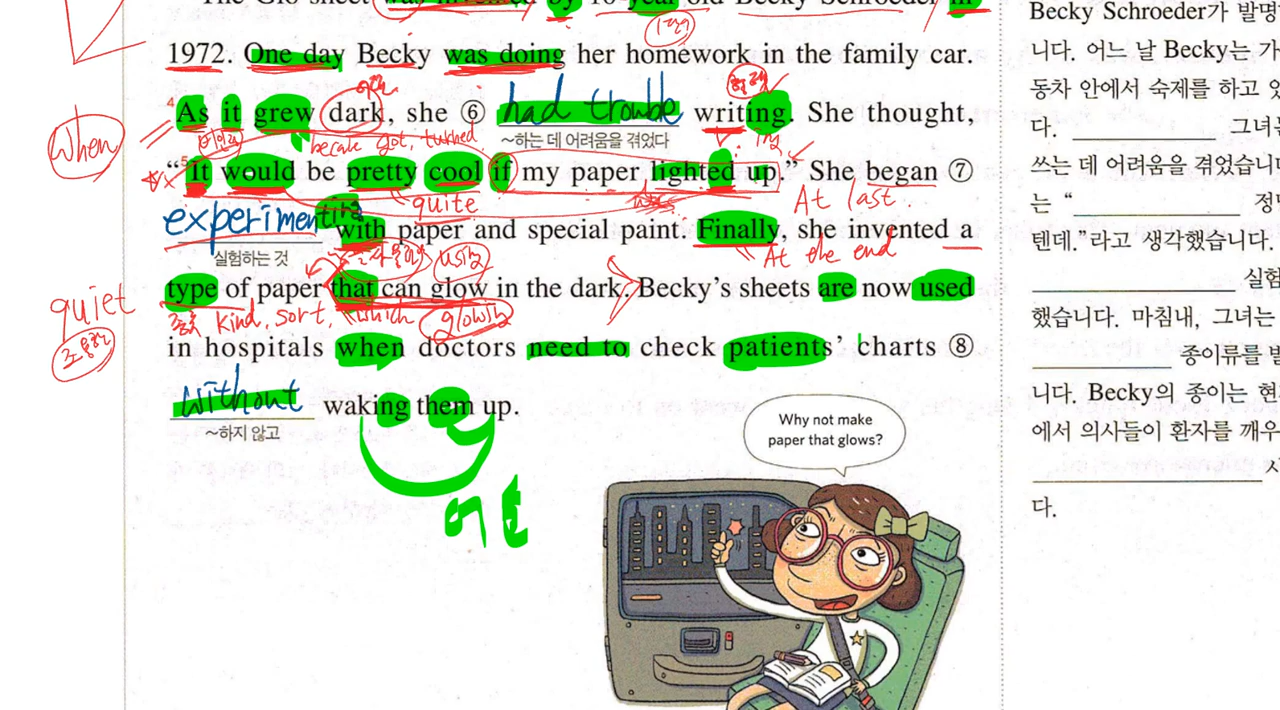 The Glo sheet was invented by 10-year-old Becky Schroeder in
1972. One day Becky was doing her homework in the family car.
When
As it grew dark, she ⑥ had trouble writing. She thought,
became got, turned
~하는 데 어려움을 겪었다
"It would be pretty cool if my paper lighted up." She began ⑦
quite
At last.
experimenting with paper and special paint. Finally, she invented a
실험하는 것
using
At the end
quiet
조용한
type of paper that can glow in the dark. Becky's sheets are now used
종류 kind, sort, which glowing
in hospitals when doctors need to check patients' charts ⑧
without waking them up.
~하지 않고
어순
Why not make
paper that glows?
Becky Schroeder가 발명
니다. 어느 날 Becky는 가
동차 안에서 숙제를 하고 있
다. 그녀
쓰는 데 어려움을 겪었습니
는 " 정말
텐데."라고 생각했습니다.
실험
했습니다. 마침내, 그녀는
종이류를 발
니다. Becky의 종이는 현
에서 의사들이 환자를 깨우
다.